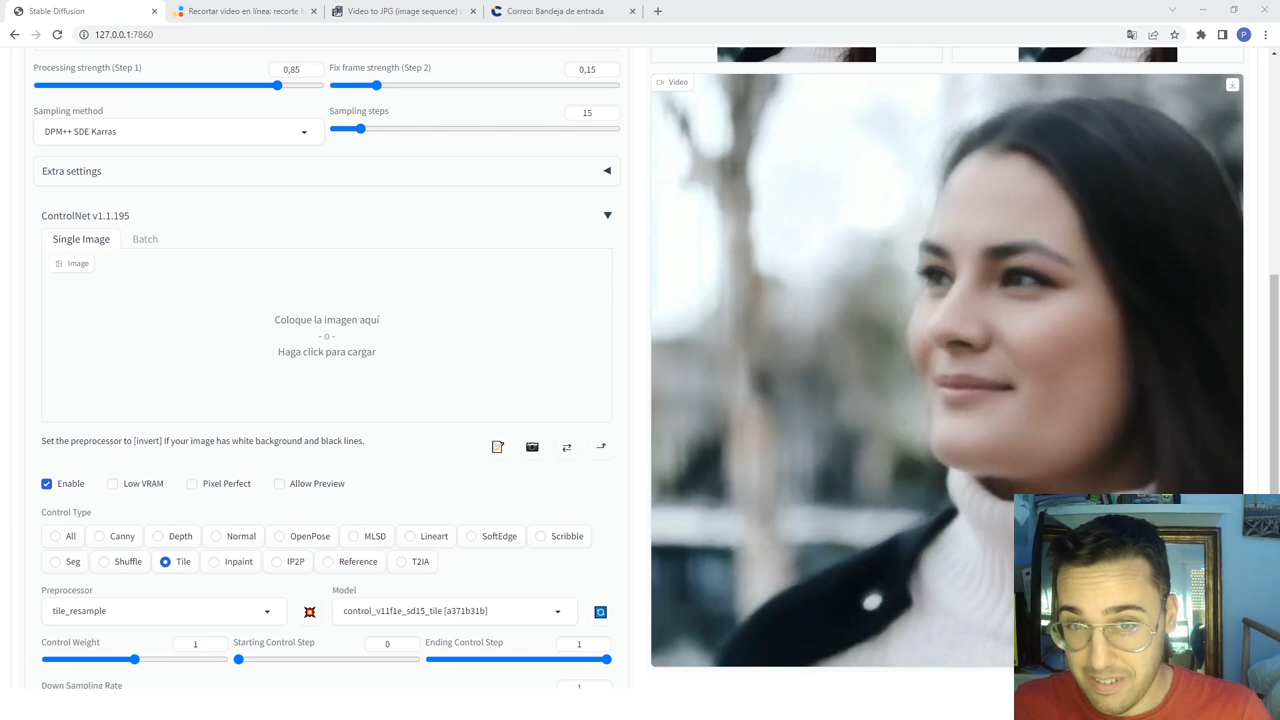 Stable Diffusion
Recortar video en línea: recorte
Video to JPG (image sequence)
Correo: Bandeja de entrada
127.0.0.1:7860
P
Processing strength (Step 1)
0,85
Fix frame strength (Step 2)
0,15
Sampling method
DPM++ SDE Karras
Sampling steps
15
Extra settings
ControlNet v1.1.195
Single Image
Batch
Image
Coloque la imagen aquí
- o -
Haga click para cargar
Set the preprocessor to [invert] If your image has white background and black lines.
Enable
Low VRAM
Pixel Perfect
Allow Preview
Control Type
All
Canny
Depth
Normal
OpenPose
MLSD
Lineart
SoftEdge
Scribble
Seg
Shuffle
Tile
Inpaint
IP2P
Reference
T2IA
Preprocessor
tile_resample
Model
control_v11f1e_sd15_tile [a371b31b]
Control Weight
1
Starting Control Step
0
Ending Control Step
1
Down Sampling Rate
1
Video